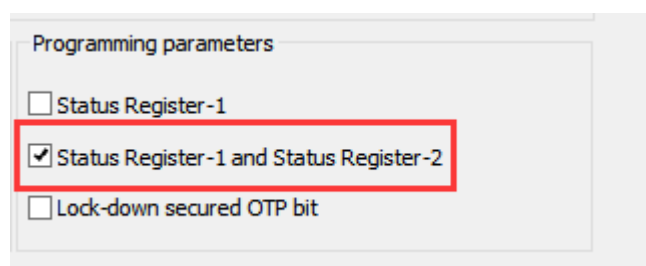 Programming parameters
Status Register-1
Status Register-1 and Status Register-2
Lock-down secured OTP bit